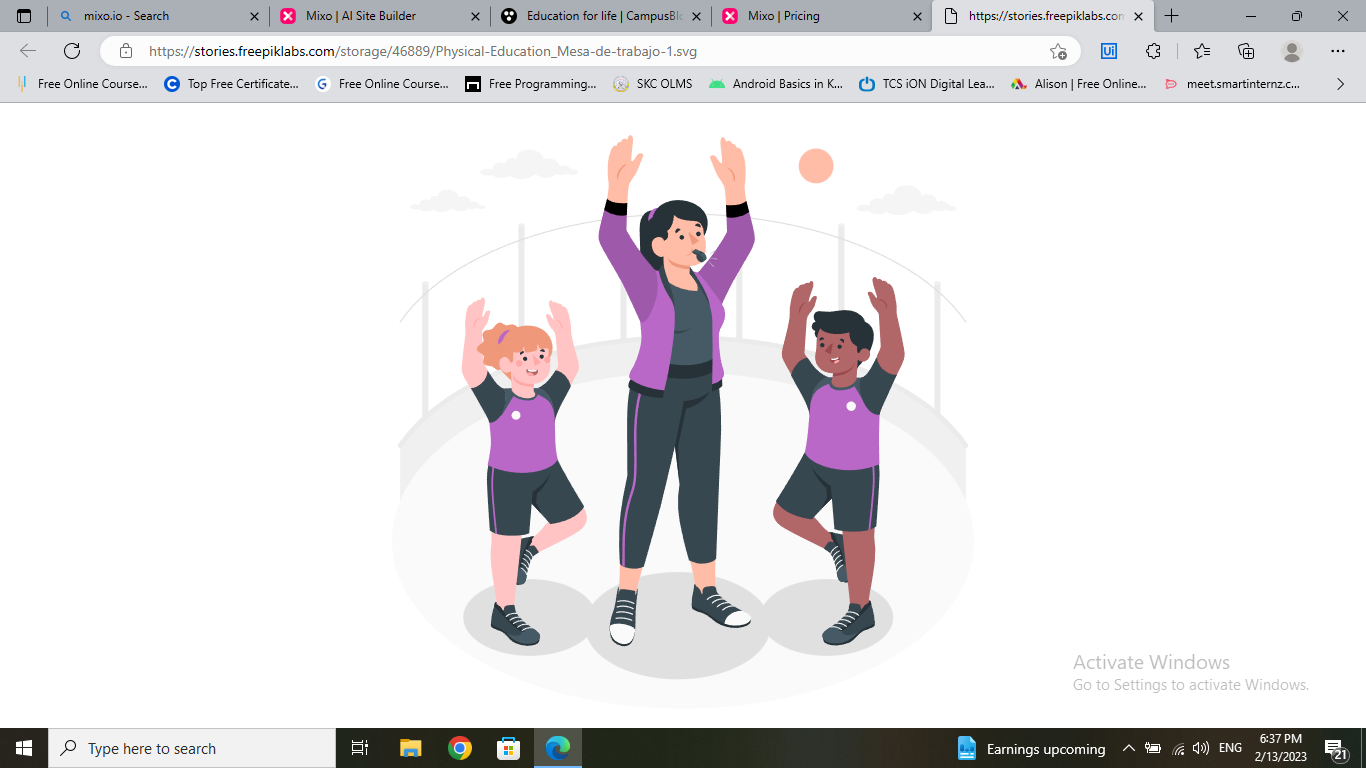 mixo.io - Search
Mixo | AI Site Builder
Education for life | CampusBl
Mixo | Pricing
https://stories.freepiklabs.com
https://stories.freepiklabs.com/storage/46889/Physical-Education_Mesa-de-trabajo-1.svg
Free Online Course...
Top Free Certificate...
Free Online Course...
Free Programming...
SKC OLMS
Android Basics in K...
TCS iON Digital Lea...
Alison | Free Online...
meet.smartinternz.c...
Activate Windows
Go to Settings to activate Windows.
Type here to search
Earnings upcoming
ENG
6:37 PM
2/13/2023
21